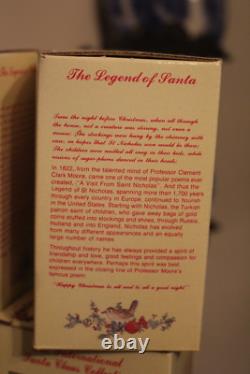 The Legend of Santa
Twas the night before Christmas, when all through
the house, not a creature was stirring, not even a
mouse. The stockings were hung by the chimney with
care, in hopes that St Nicholas soon would be there.
The children were nestled all snug in their beds, while
visions of sugar-plums danced in their heads.
In 1822, from the talented mind of Professor Clement
Clark Moore, came one of the most popular poems ever
created, "A Visit From Saint Nicholas". And thus the
Legend of @ Nicholas, spanning more than 1,700 years
through every country in Europe, continued to flourish
in the United States. Starting with Nicholas, the Turkish
patron saint of children, who gave away bags of gold
coins stuffed into stockings and shoes, through Russia,
Holland and into England, Nicholas has evolved
from many different appearances and an equally
large number of names.
Throughout history he has always provided a spirit of
friendship and love, good feelings and compassion for
children everywhere. Perhaps this spirit was best
expressed in the closing line of Professor Moore's famous
poem.
"Happy Christmas to all and to all a good night"
International
Santa Claus Collect